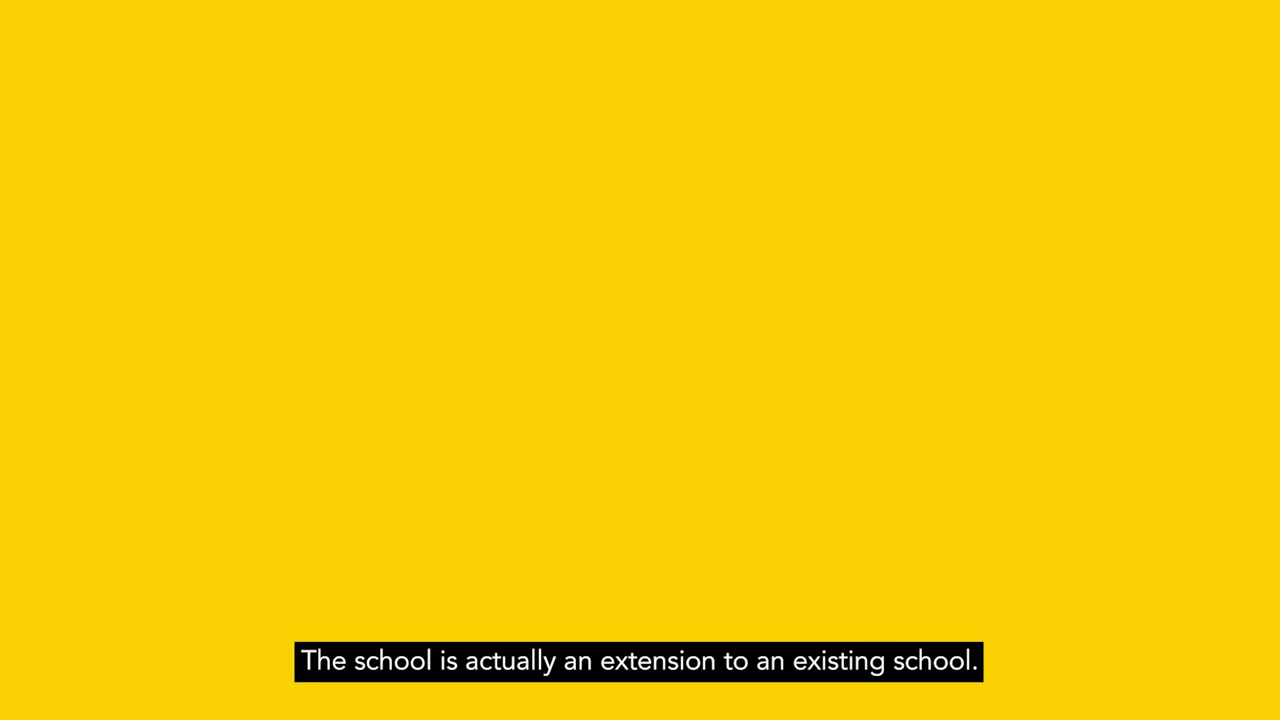 The school is actually an extension to an existing school.